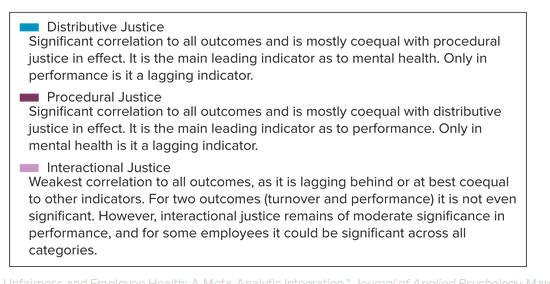 Distributive Justice
Significant correlation to all outcomes and is mostly coequal with procedural
justice in effect. It is the main leading indicator as to mental health. Only in
performance is it a lagging indicator.
Procedural Justice
Significant correlation to all outcomes and is mostly coequal with distributive
justice in effect. It is the main leading indicator as to performance. Only in
mental health is it a lagging indicator.
Interactional Justice
Weakest correlation to all outcomes, as it is lagging behind or at best coequal
to other indicators. For two outcomes (turnover and performance) it is not even
significant. However, interactional justice remains of moderate significance in
performance, and for some employees it could be significant across all
categories.
Unfairness and Employee Health: A Meta-Analytic Integration." Journal of Applied Psychology, Mar